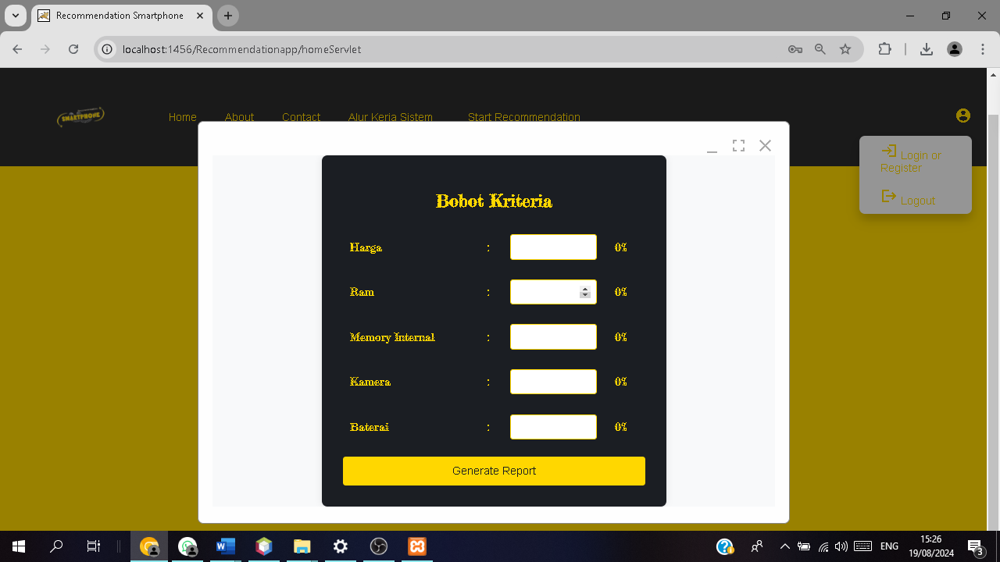 Recommendation Smartphone
localhost:1456/Recommendationapp/homeServlet
SMARTPHONE
Home About Contact Alur Kerja Sistem Start Recommendation
Login or
Register
Logout
Bobot Kriteria
Harga : 0%
Ram : 0%
Memory Internal : 0%
Kamera : 0%
Baterai : 0%
Generate Report
ENG
15:26
19/08/2024
3